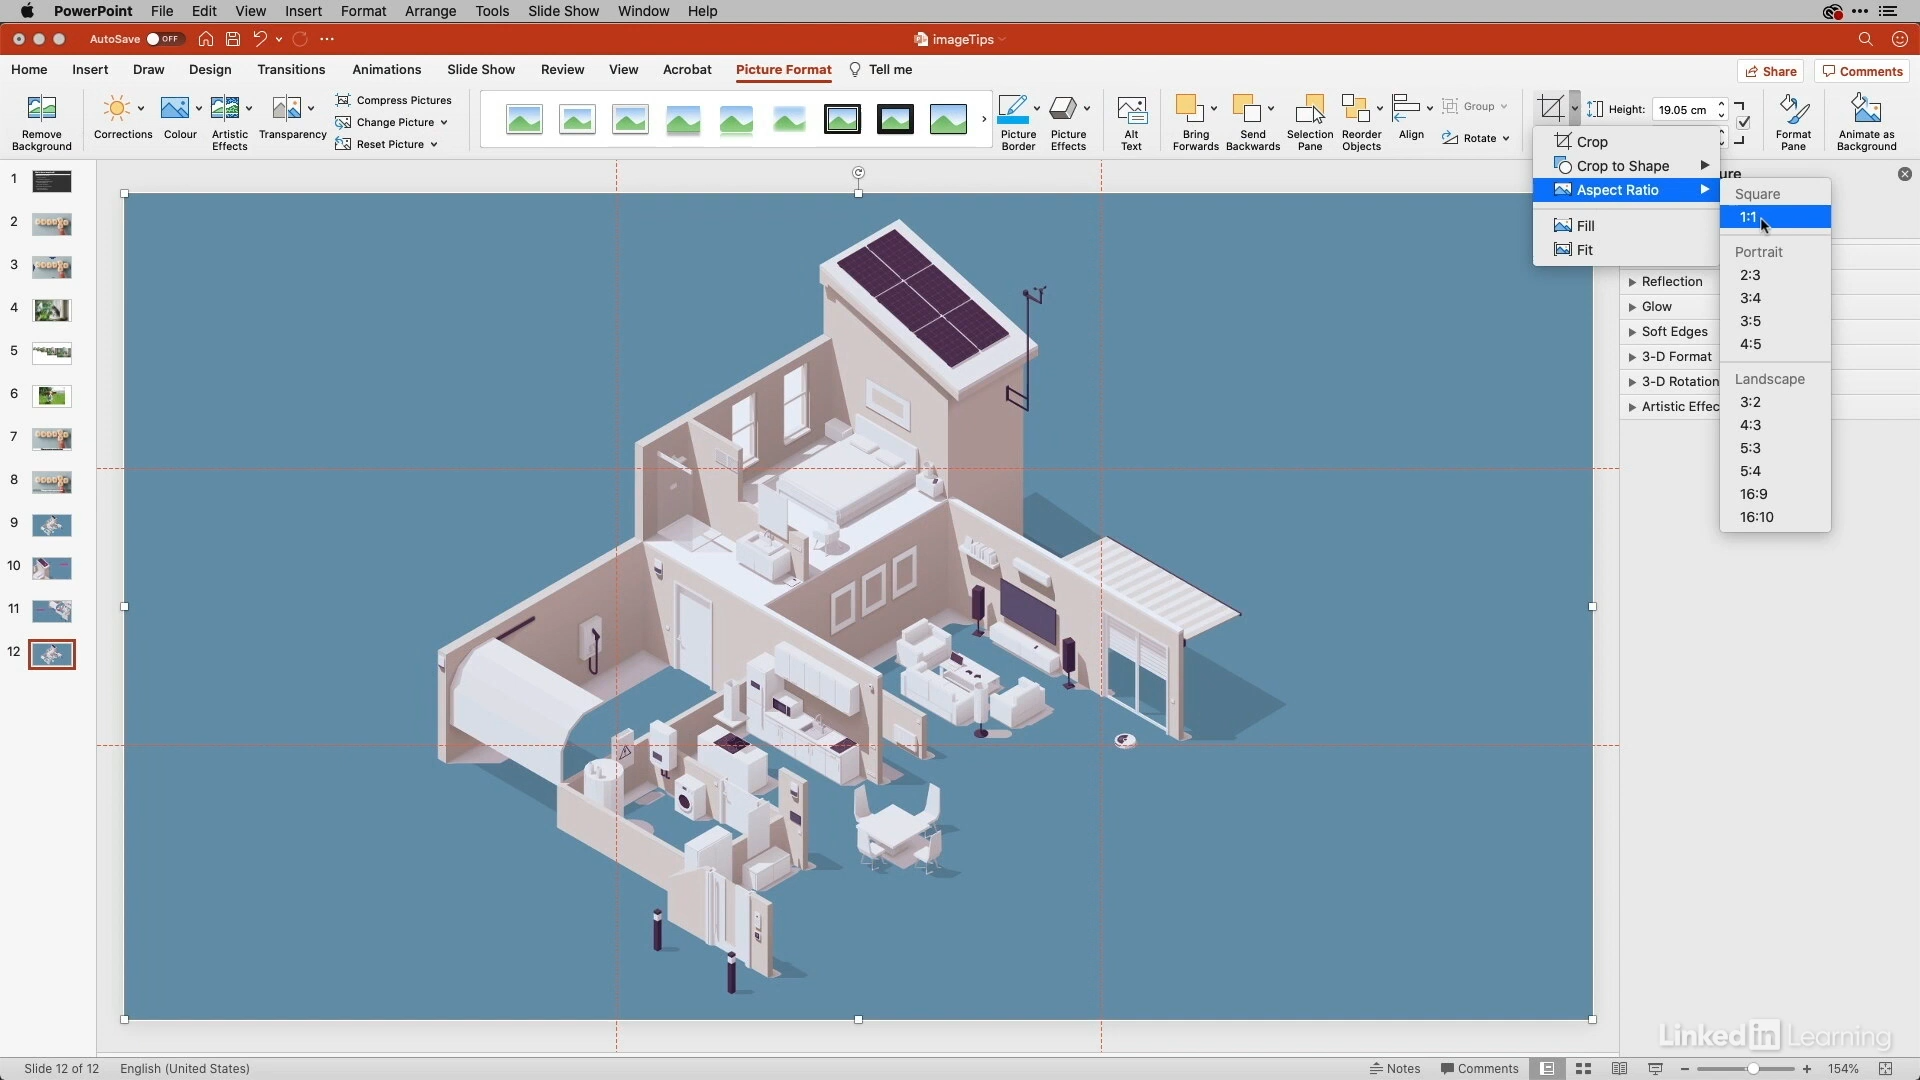 PowerPoint File Edit View Insert Format Arrange Tools Slide Show Window Help
AutoSave OFF
imageTips
Home Insert Draw Design Transitions Animations Slide Show Review View Acrobat Picture Format Tell me
Share Comments
Remove Background
Corrections
Colour
Artistic Effects
Transparency
Compress Pictures
Change Picture
Reset Picture
Picture Border
Picture Effects
Alt Text
Bring Forwards
Send Backwards
Selection Pane
Reorder Objects
Align
Group
Rotate
Height: 19.05 cm
Format Pane
Animate as Background
Crop
Crop to Shape
Aspect Ratio
Fill
Fit
ure
Square
1:1
Portrait
2:3
3:4
3:5
4:5
Landscape
3:2
4:3
5:3
5:4
16:9
16:10
Reflection
Glow
Soft Edges
3-D Format
3-D Rotation
Artistic Effec
1
2
3
4
5
6
7
8
9
10
11
12
LinkedIn Learning
Slide 12 of 12 English (United States)
Notes Comments 154%